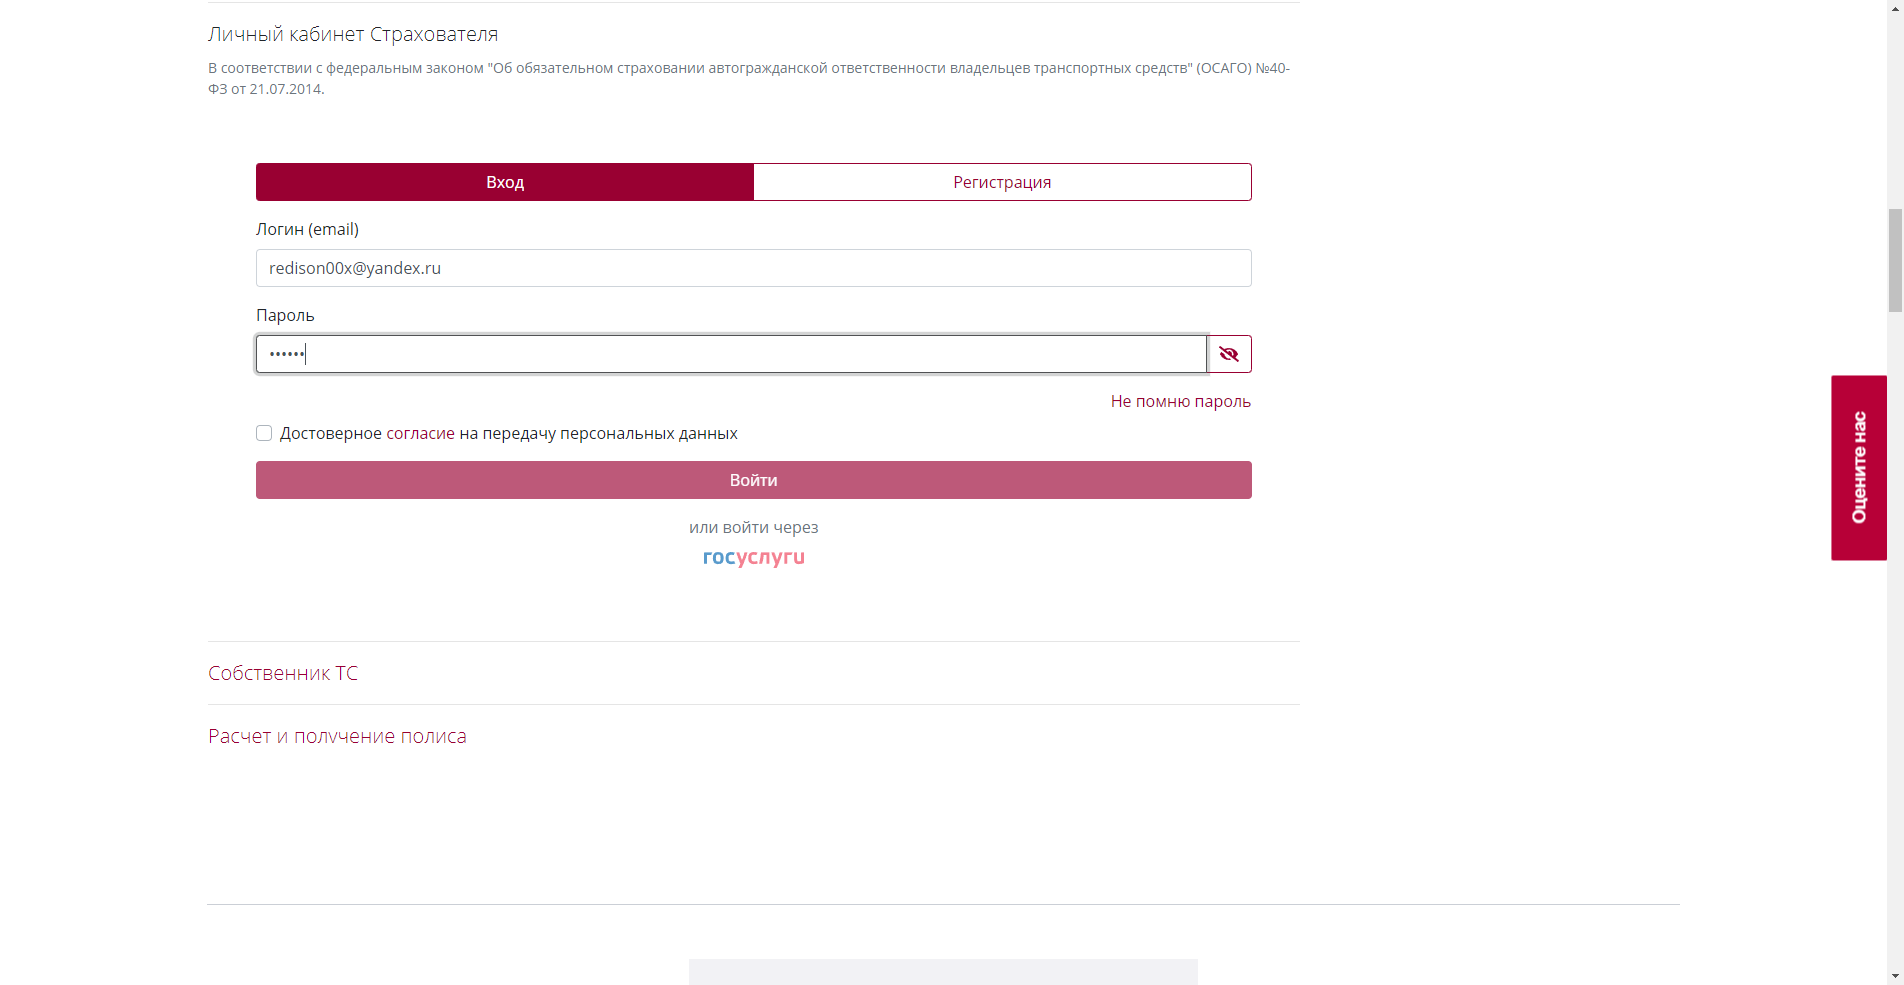 Личный кабинет Страхователя
В соответствии с федеральным законом "Об обязательном страховании автогражданской ответственности владельцев транспортных средств" (ОСАГО) №40-
ФЗ от 21.07.2014.
Вход
Регистрация
Логин (email)
redison00x@yandex.ru
Пароль
••••••
Не помню пароль
Достоверное согласие на передачу персональных данных
Войти
или войти через
госуслуги
Оцените нас
Собственник ТС
Расчет и получение полиса